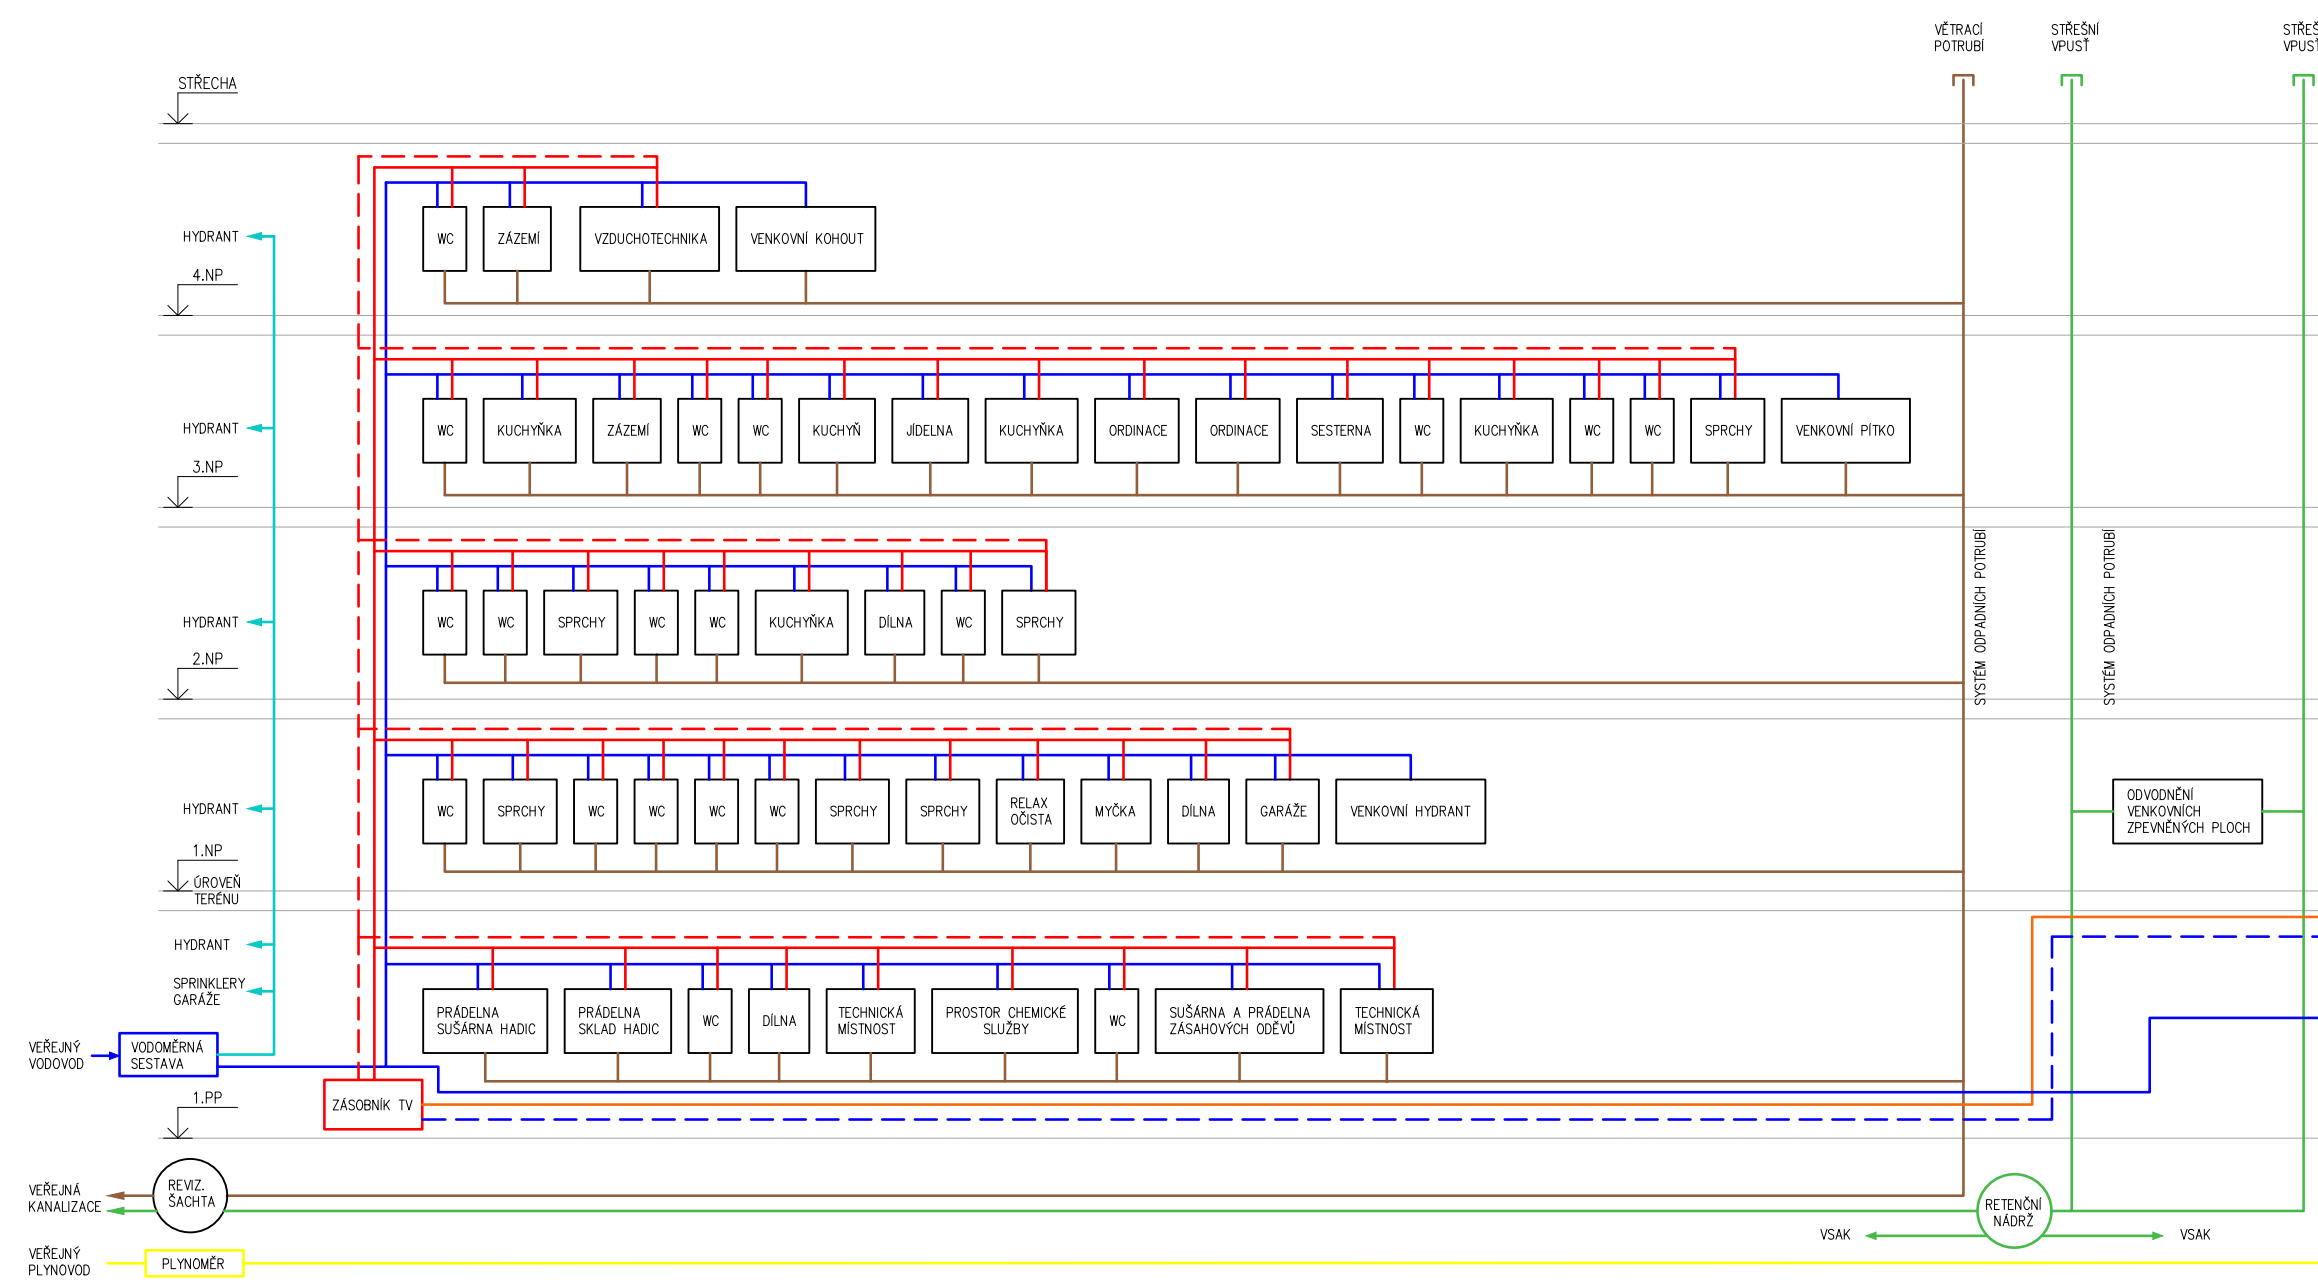 VĚTRACÍ
POTRUBÍ
STŘEŠNÍ
VPUSŤ
STŘEŠ
VPUSŤ
STŘECHA
HYDRANT
WC
ZÁZEMÍ
VZDUCHOTECHNIKA
VENKOVNÍ KOHOUT
4.NP
HYDRANT
WC
KUCHYŇKA
ZÁZEMÍ
WC
WC
KUCHYŇ
JÍDELNA
KUCHYŇKA
ORDINACE
ORDINACE
SESTERNA
WC
KUCHYŇKA
WC
WC
SPRCHY
VENKOVNÍ PÍTKO
3.NP
HYDRANT
WC
WC
SPRCHY
WC
WC
KUCHYŇKA
DÍLNA
WC
SPRCHY
SYSTÉM ODPADNÍCH POTRUBÍ
SYSTÉM ODPADNÍCH POTRUBÍ
2.NP
HYDRANT
WC
SPRCHY
WC
WC
WC
WC
SPRCHY
SPRCHY
RELAX
OČISTA
MYČKA
DÍLNA
GARÁŽE
VENKOVNÍ HYDRANT
ODVODNĚNÍ
VENKOVNÍCH
ZPEVNĚNÝCH PLOCH
1.NP
ÚROVEŇ
TERÉNU
HYDRANT
SPRINKLERY
GARÁŽE
PRÁDELNA
SUŠÁRNA HADIC
PRÁDELNA
SKLAD HADIC
WC
DÍLNA
TECHNICKÁ
MÍSTNOST
PROSTOR CHEMICKÉ
SLUŽBY
WC
SUŠÁRNA A PRÁDELNA
ZÁSAHOVÝCH ODĚVŮ
TECHNICKÁ
MÍSTNOST
VEŘEJNÝ
VODOVOD
VODOMĚRNÁ
SESTAVA
ZÁSOBNÍK TV
1.PP
VEŘEJNÁ
KANALIZACE
REVIZ.
ŠACHTA
RETENČNÍ
NÁDRŽ
VSAK
VSAK
VEŘEJNÝ
PLYNOVOD
PLYNOMĚR